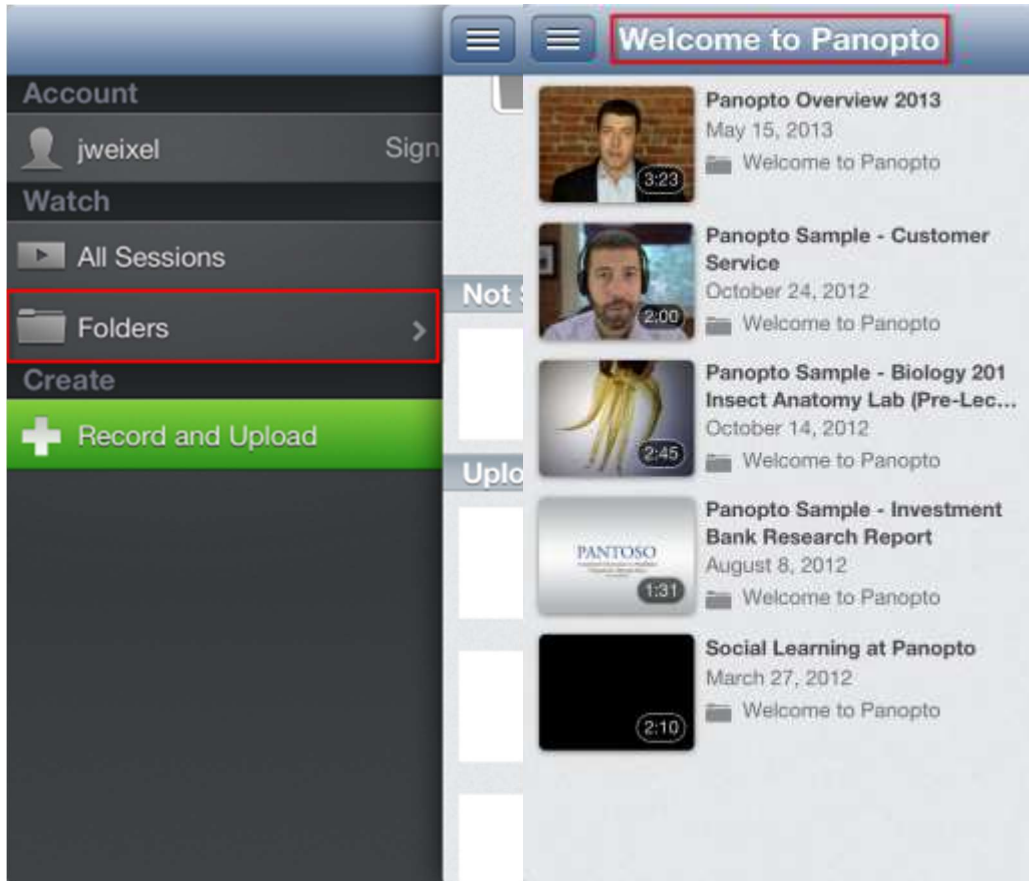 Account
jweixel
Sign
Watch
All Sessions
Folders
Create
Record and Upload
Not
Uplo
Welcome to Panopto
3:23
Panopto Overview 2013
May 15, 2013
Welcome to Panopto
2:00
Panopto Sample - Customer
Service
October 24, 2012
Welcome to Panopto
2:45
Panopto Sample - Biology 201
Insect Anatomy Lab (Pre-Lec...
October 14, 2012
Welcome to Panopto
PANTOSO
1:31
Panopto Sample - Investment
Bank Research Report
August 8, 2012
Welcome to Panopto
2:10
Social Learning at Panopto
March 27, 2012
Welcome to Panopto